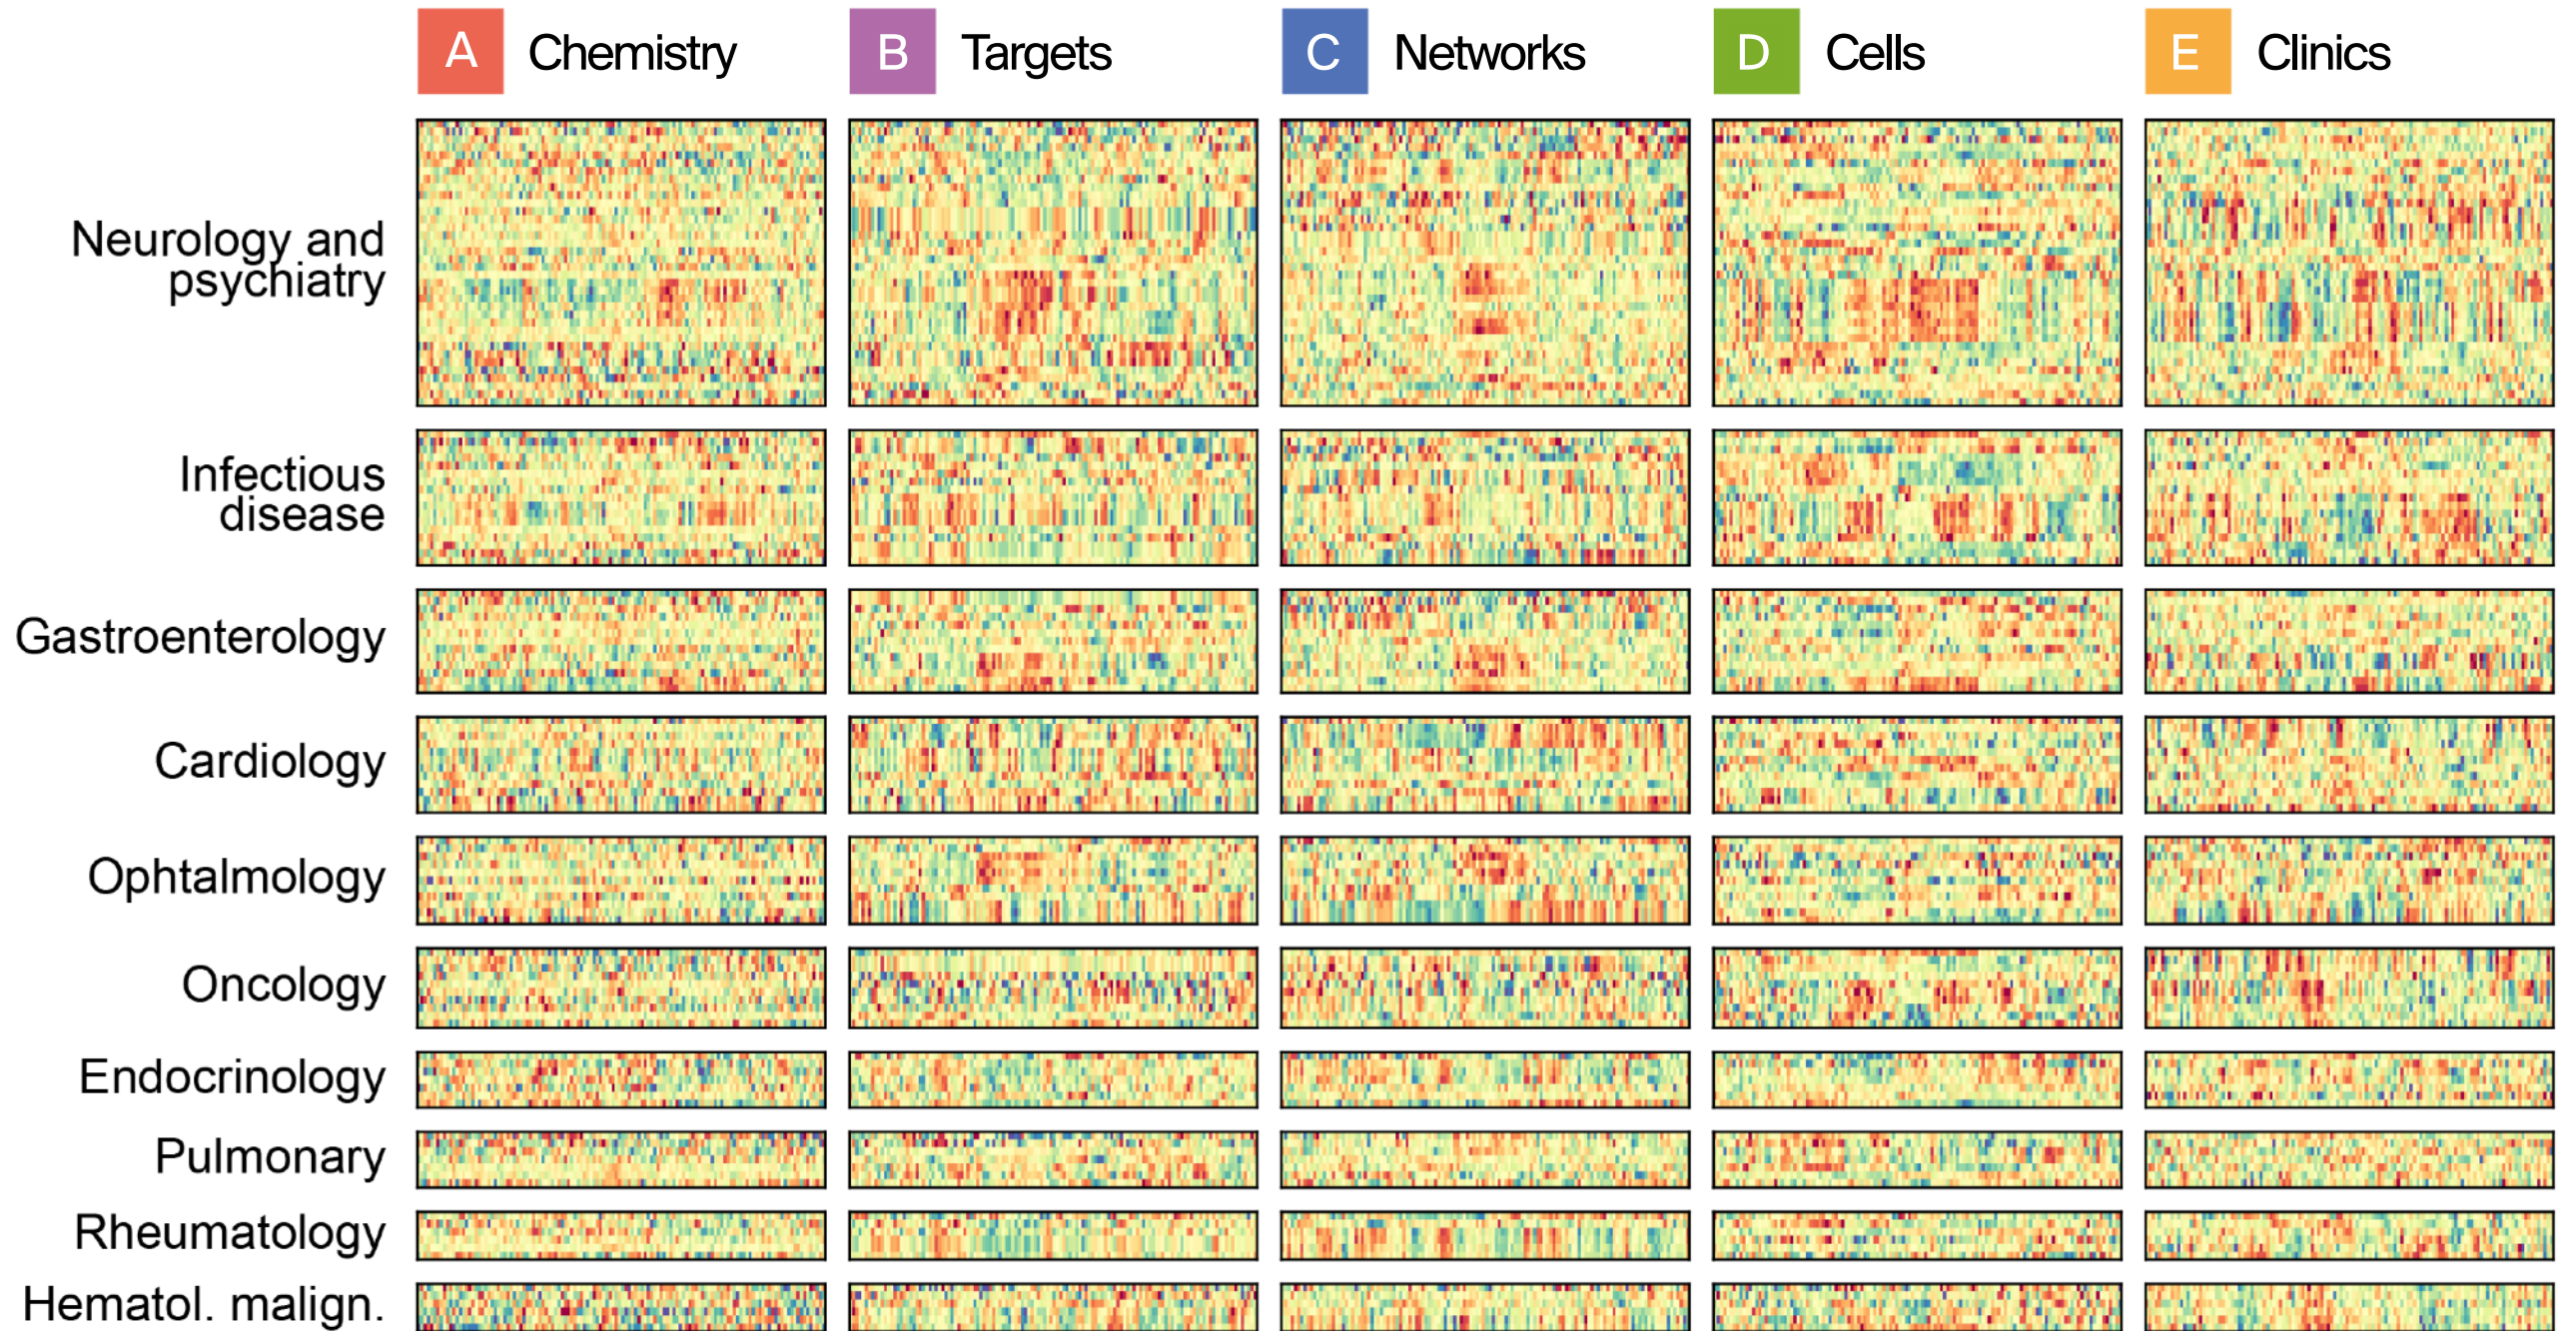 A Chemistry B Targets C Networks D Cells E Clinics
Neurology and
psychiatry
Infectious
disease
Gastroenterology
Cardiology
Ophtalmology
Oncology
Endocrinology
Pulmonary
Rheumatology
Hematol. malign.